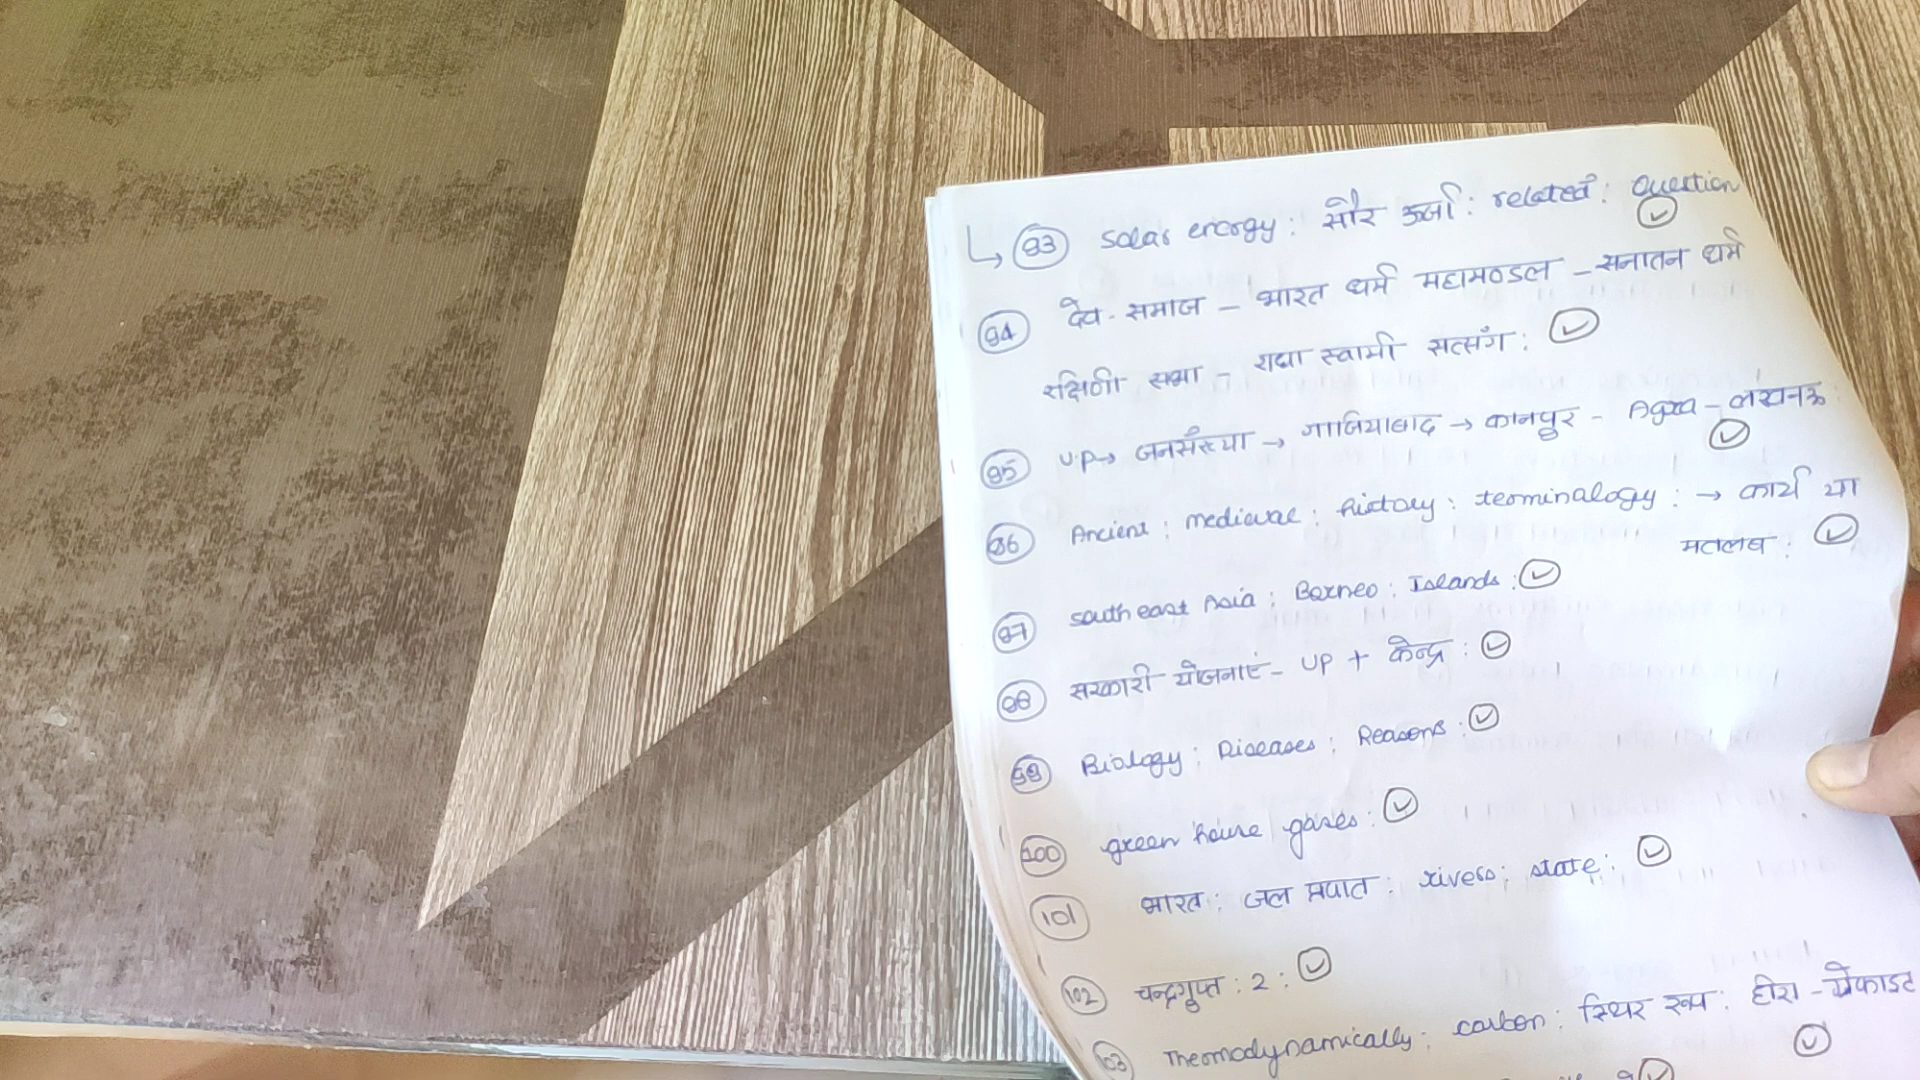 93 Solar energy : सौर ऊर्जा : related : Question
94 देव - समाज - भारत धर्म महामण्डल - सनातन धर्म
रक्षिणी सभा - राधा स्वामी सत्संग :
95 U.P→ जनसंख्या → गाजियाबाद → कानपुर - Agra - लखनऊ
96 Ancient : medieval : history : terminalogy : → कार्य या
मतलब :
97 south east Asia : Borneo : Islands :
98 सरकारी योजनाएं - UP + केन्द्र :
99 Biology : Diseases : Reasons :
100 green house gases :
101 भारत : जल प्रपात : rivers : state :
102 चन्द्रगुप्त : 2 :
103 Thermodynamically : carbon : स्थिर रूप : हीरा - ग्रेफाइट